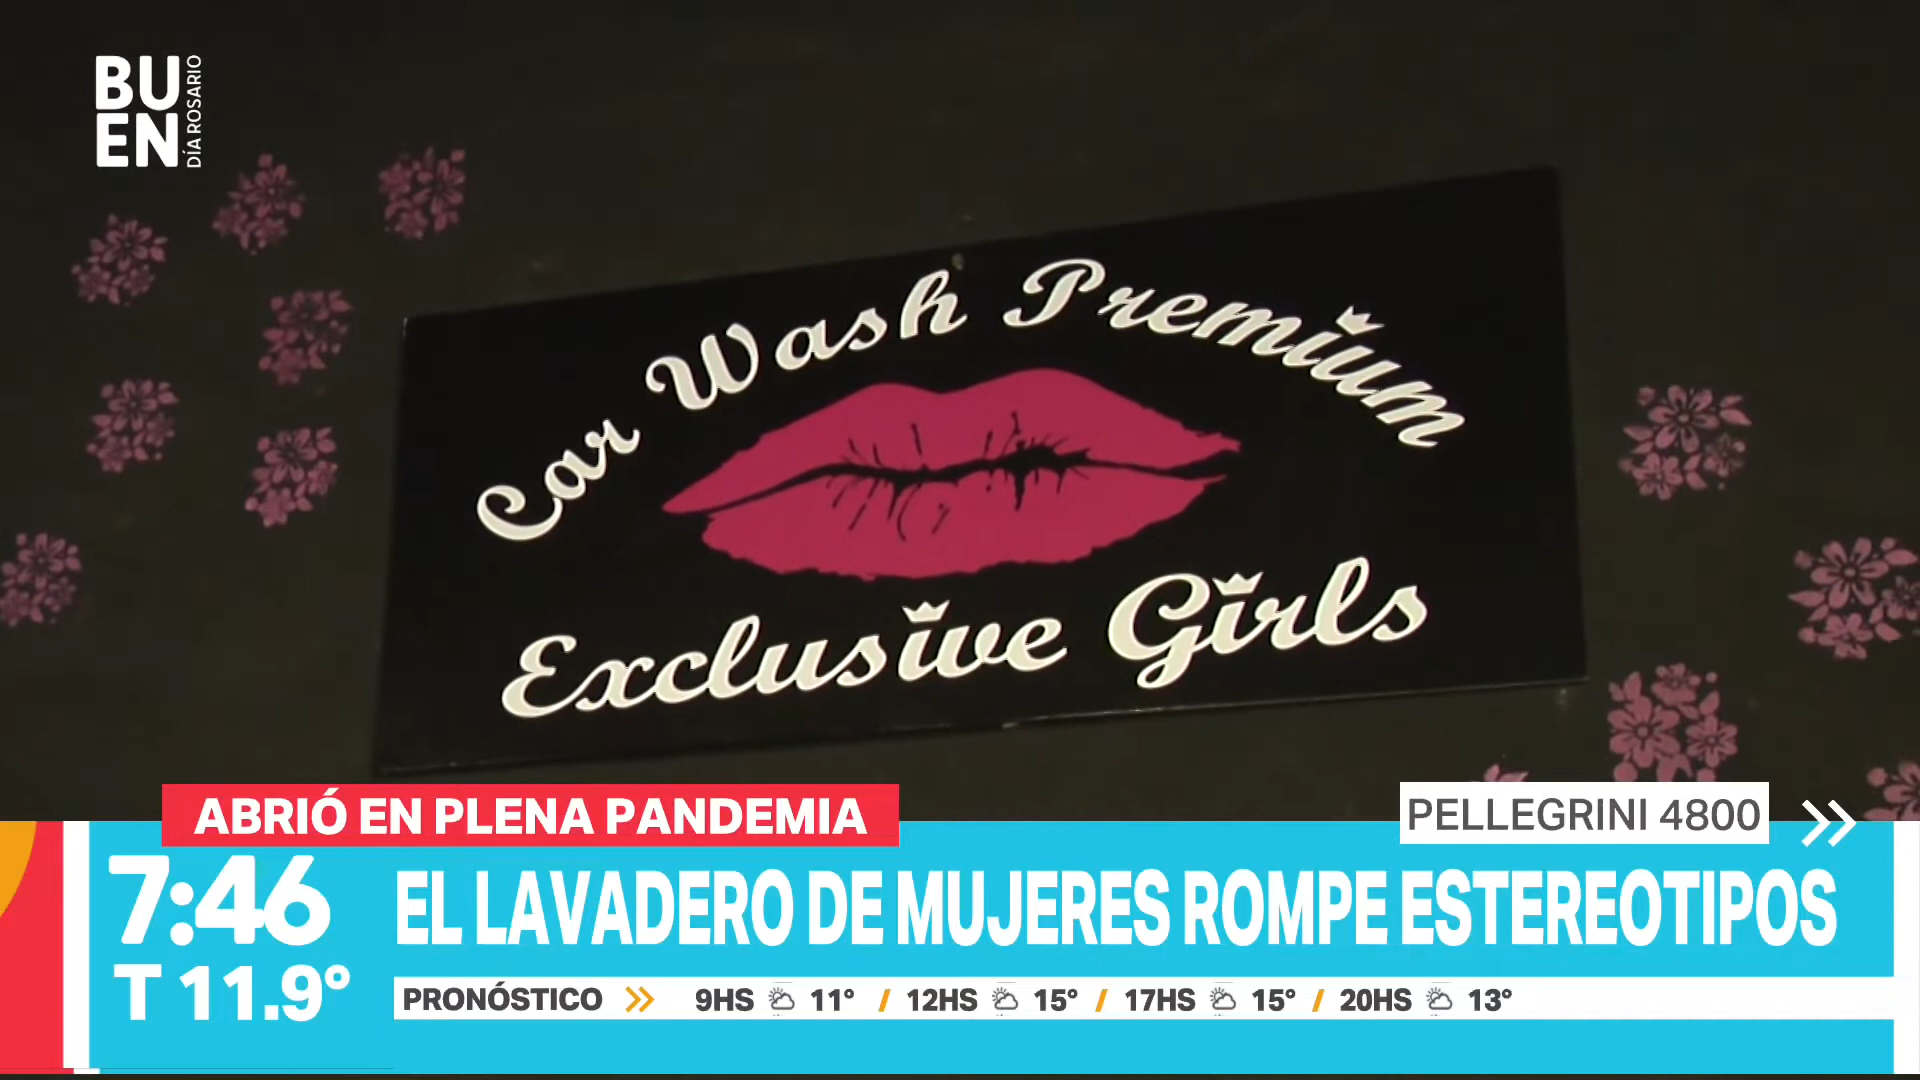 BU
EN
DÍA ROSARIO
Car Wash Premium
Exclusive Girls
ABRIÓ EN PLENA PANDEMIA
PELLEGRINI 4800
7:46
EL LAVADERO DE MUJERES ROMPE ESTEREOTIPOS
T 11.9°
PRONÓSTICO 9HS 11° / 12HS 15° / 17HS 15° / 20HS 13°